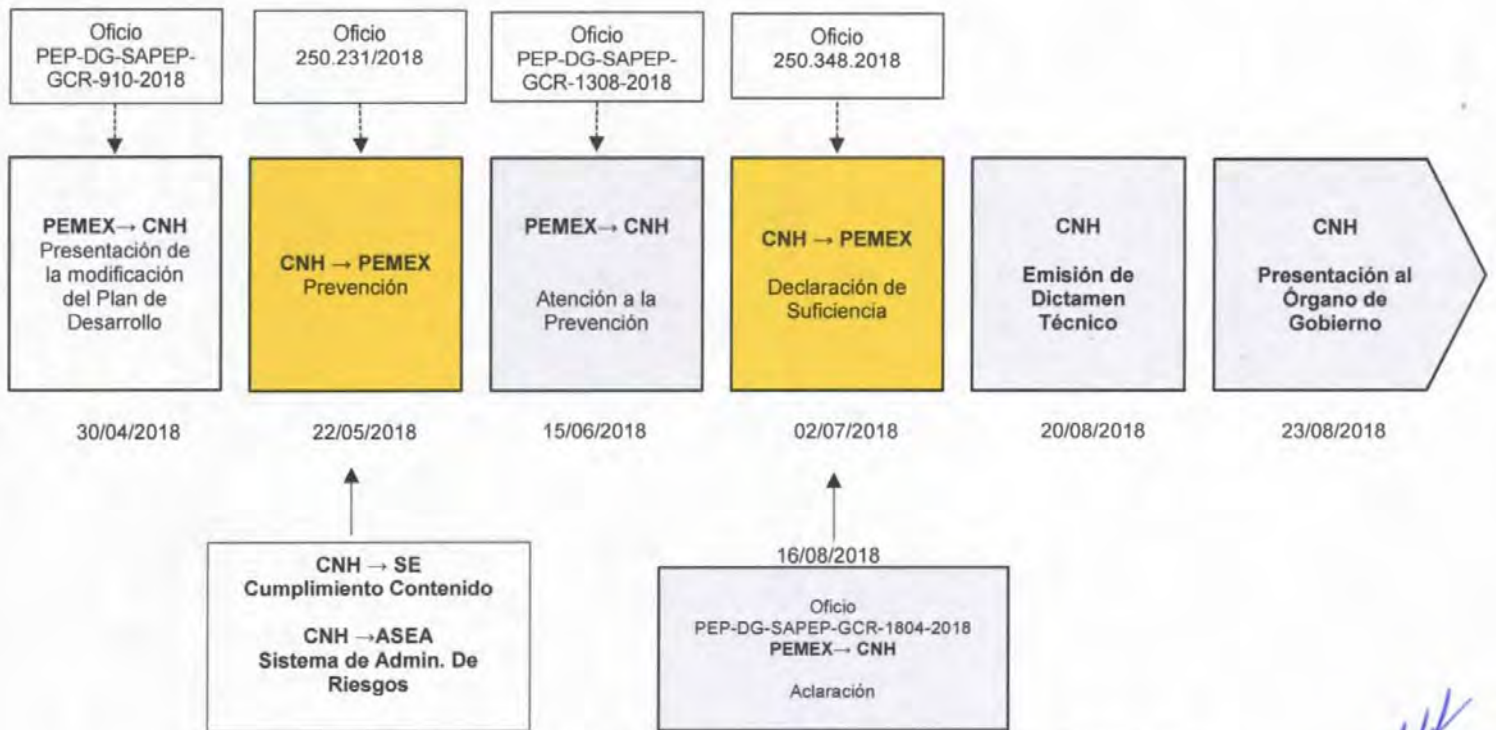 Oficio
PEP-DG-SAPEP-
GCR-910-2018
Oficio
250.231/2018
Oficio
PEP-DG-SAPEP-
GCR-1308-2018
Oficio
250.348.2018
PEMEX→ CNH
Presentación de
la modificación
del Plan de
Desarrollo
CNH → PEMEX
Prevención
PEMEX→ CNH
Atención a la
Prevención
CNH → PEMEX
Declaración de
Suficiencia
CNH
Emisión de
Dictamen
Técnico
CNH
Presentación al
Órgano de
Gobierno
30/04/2018
22/05/2018
15/06/2018
02/07/2018
20/08/2018
23/08/2018
CNH → SE
Cumplimiento Contenido
CNH →ASEA
Sistema de Admin. De
Riesgos
16/08/2018
Oficio
PEP-DG-SAPEP-GCR-1804-2018
PEMEX→ CNH
Aclaración